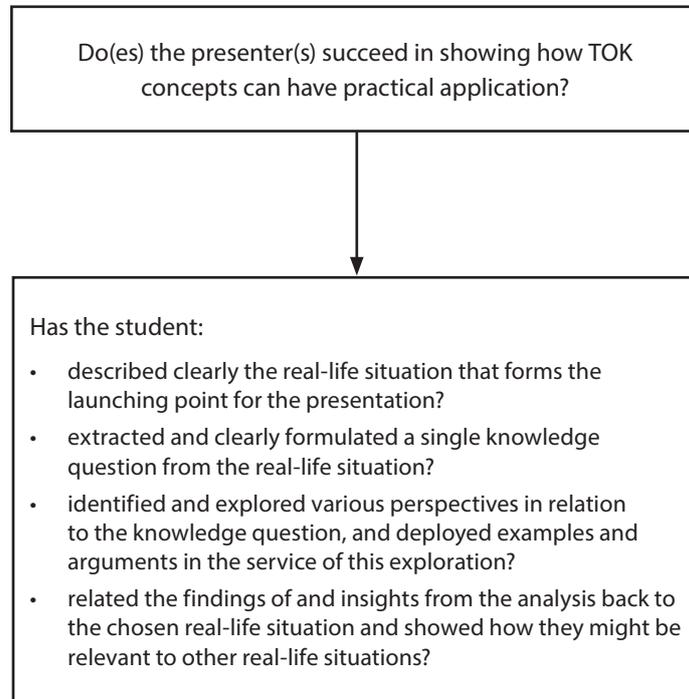 Do(es) the presenter(s) succeed in showing how TOK
concepts can have practical application?
Has the student:
• described clearly the real-life situation that forms the
launching point for the presentation?
• extracted and clearly formulated a single knowledge
question from the real-life situation?
• identified and explored various perspectives in relation
to the knowledge question, and deployed examples and
arguments in the service of this exploration?
• related the findings of and insights from the analysis back to
the chosen real-life situation and showed how they might be
relevant to other real-life situations?